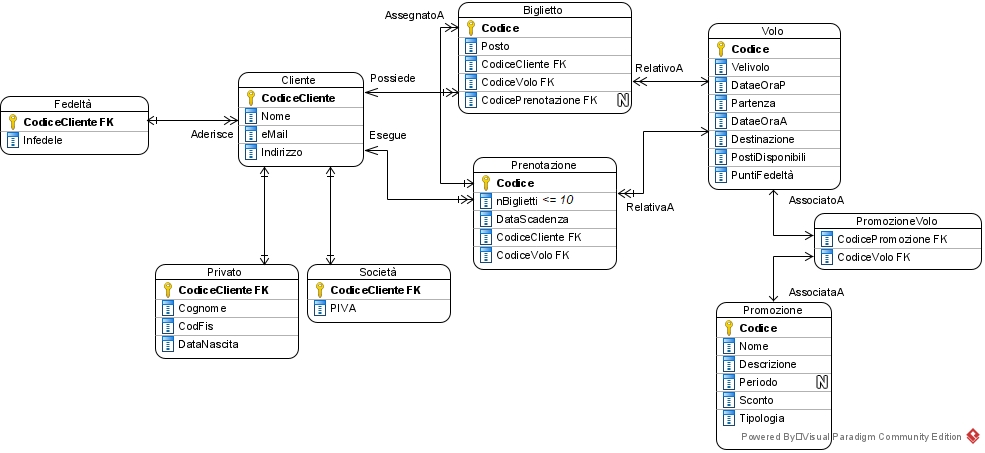 AssegnatoA
Biglietto
Codice
Posto
CodiceCliente FK
CodiceVolo FK
CodicePrenotazione FK N
Volo
Codice
Velivolo
DataeOraP
Partenza
DataeOraA
Destinazione
PostiDisponibili
PuntiFedeltà
RelativoA
Possiede
Cliente
CodiceCliente
Nome
eMail
Indirizzo
Fedeltà
CodiceCliente FK
Infedele
Aderisce
Esegue
Prenotazione
Codice
nBiglietti <= 10
DataScadenza
CodiceCliente FK
CodiceVolo FK
RelativaA
AssociatoA
PromozioneVolo
CodicePromozione FK
CodiceVolo FK
AssociataA
Privato
CodiceCliente FK
Cognome
CodFis
DataNascita
Società
CodiceCliente FK
PIVA
Promozione
Codice
Nome
Descrizione
Periodo N
Sconto
Tipologia
Powered By Visual Paradigm Community Edition